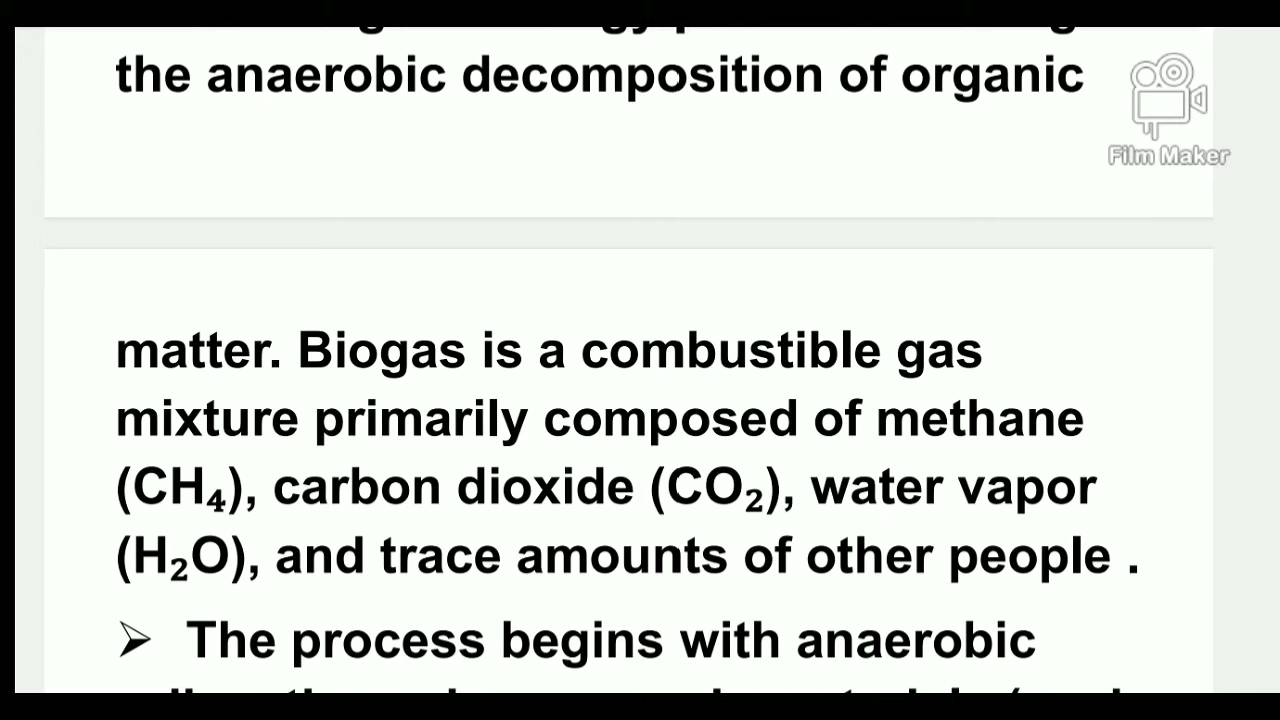 the anaerobic decomposition of organic
Film Maker
matter. Biogas is a combustible gas
mixture primarily composed of methane
(CH₄), carbon dioxide (CO₂), water vapor
(H₂O), and trace amounts of other people .
➢ The process begins with anaerobic